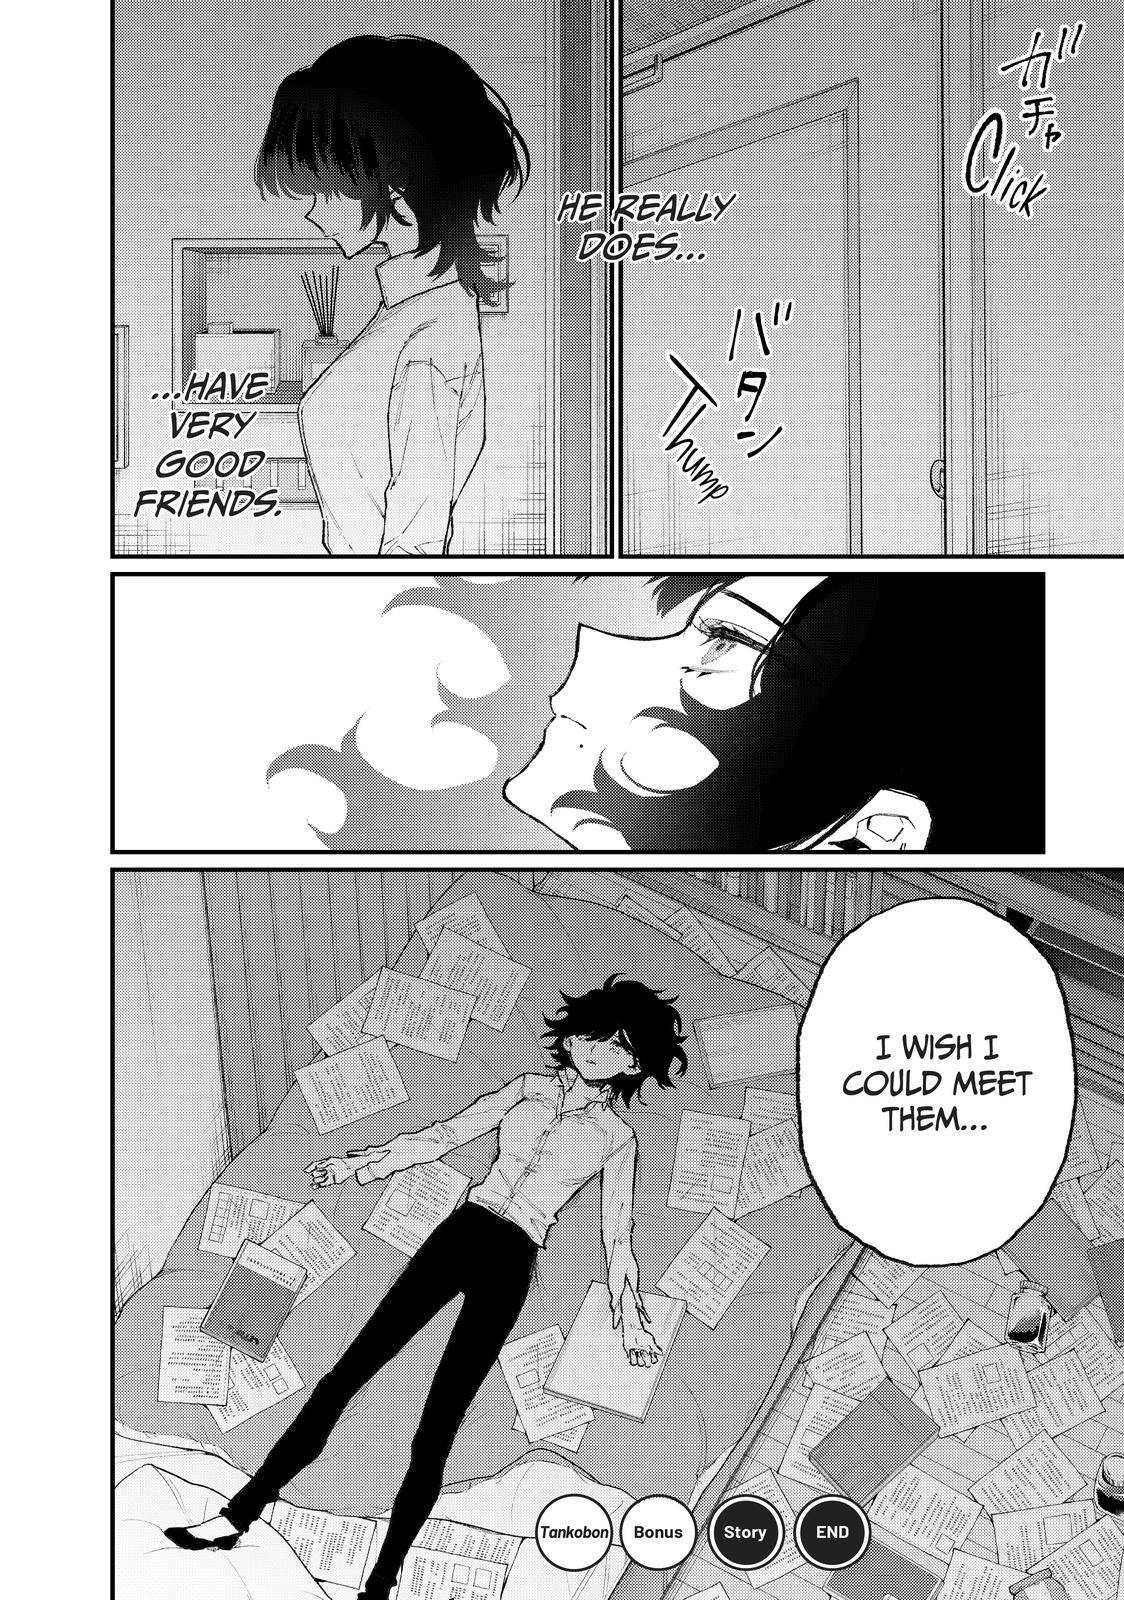 ガチャッ
Click
バタン
Thump
HE REALLY
DOES...
...HAVE
VERY
GOOD
FRIENDS.
I WISH I
COULD MEET
THEM...
Tankobon Bonus Story END